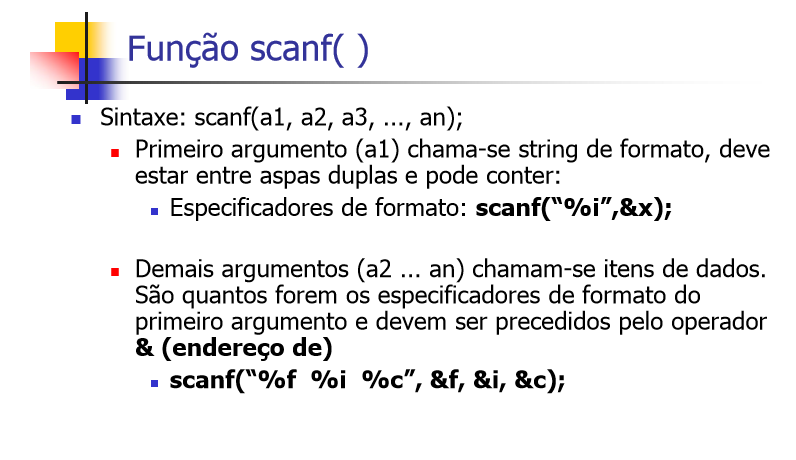 Função scanf( )
Sintaxe: scanf(a1, a2, a3, ..., an);
Primeiro argumento (a1) chama-se string de formato, deve
estar entre aspas duplas e pode conter:
Especificadores de formato: scanf(“%i”,&x);
Demais argumentos (a2 ... an) chamam-se itens de dados.
São quantos forem os especificadores de formato do
primeiro argumento e devem ser precedidos pelo operador
& (endereço de)
scanf(“%f  %i  %c”, &f, &i, &c);